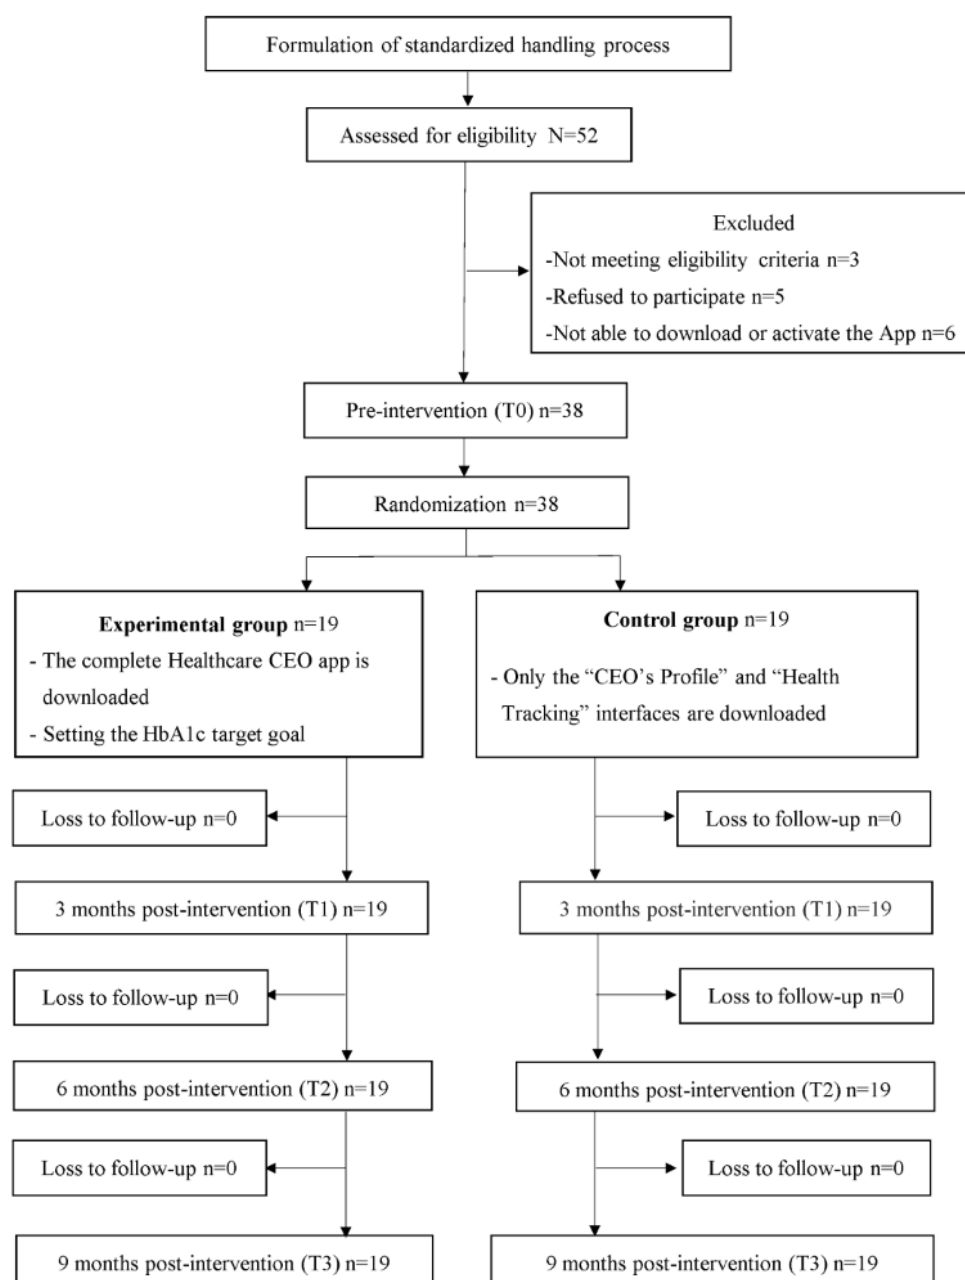 Formulation of standardized handling process
Assessed for eligibility N=52
Excluded
-Not meeting eligibility criteria n=3
-Refused to participate n=5
-Not able to download or activate the App n=6
Pre-intervention (T0) n=38
Randomization n=38
Experimental group n=19
- The complete Healthcare CEO app is
downloaded
- Setting the HbA1c target goal
Control group n=19
- Only the “CEO’s Profile” and “Health
Tracking” interfaces are downloaded
Loss to follow-up n=0
Loss to follow-up n=0
3 months post-intervention (T1) n=19
3 months post-intervention (T1) n=19
Loss to follow-up n=0
Loss to follow-up n=0
6 months post-intervention (T2) n=19
6 months post-intervention (T2) n=19
Loss to follow-up n=0
Loss to follow-up n=0
9 months post-intervention (T3) n=19
9 months post-intervention (T3) n=19